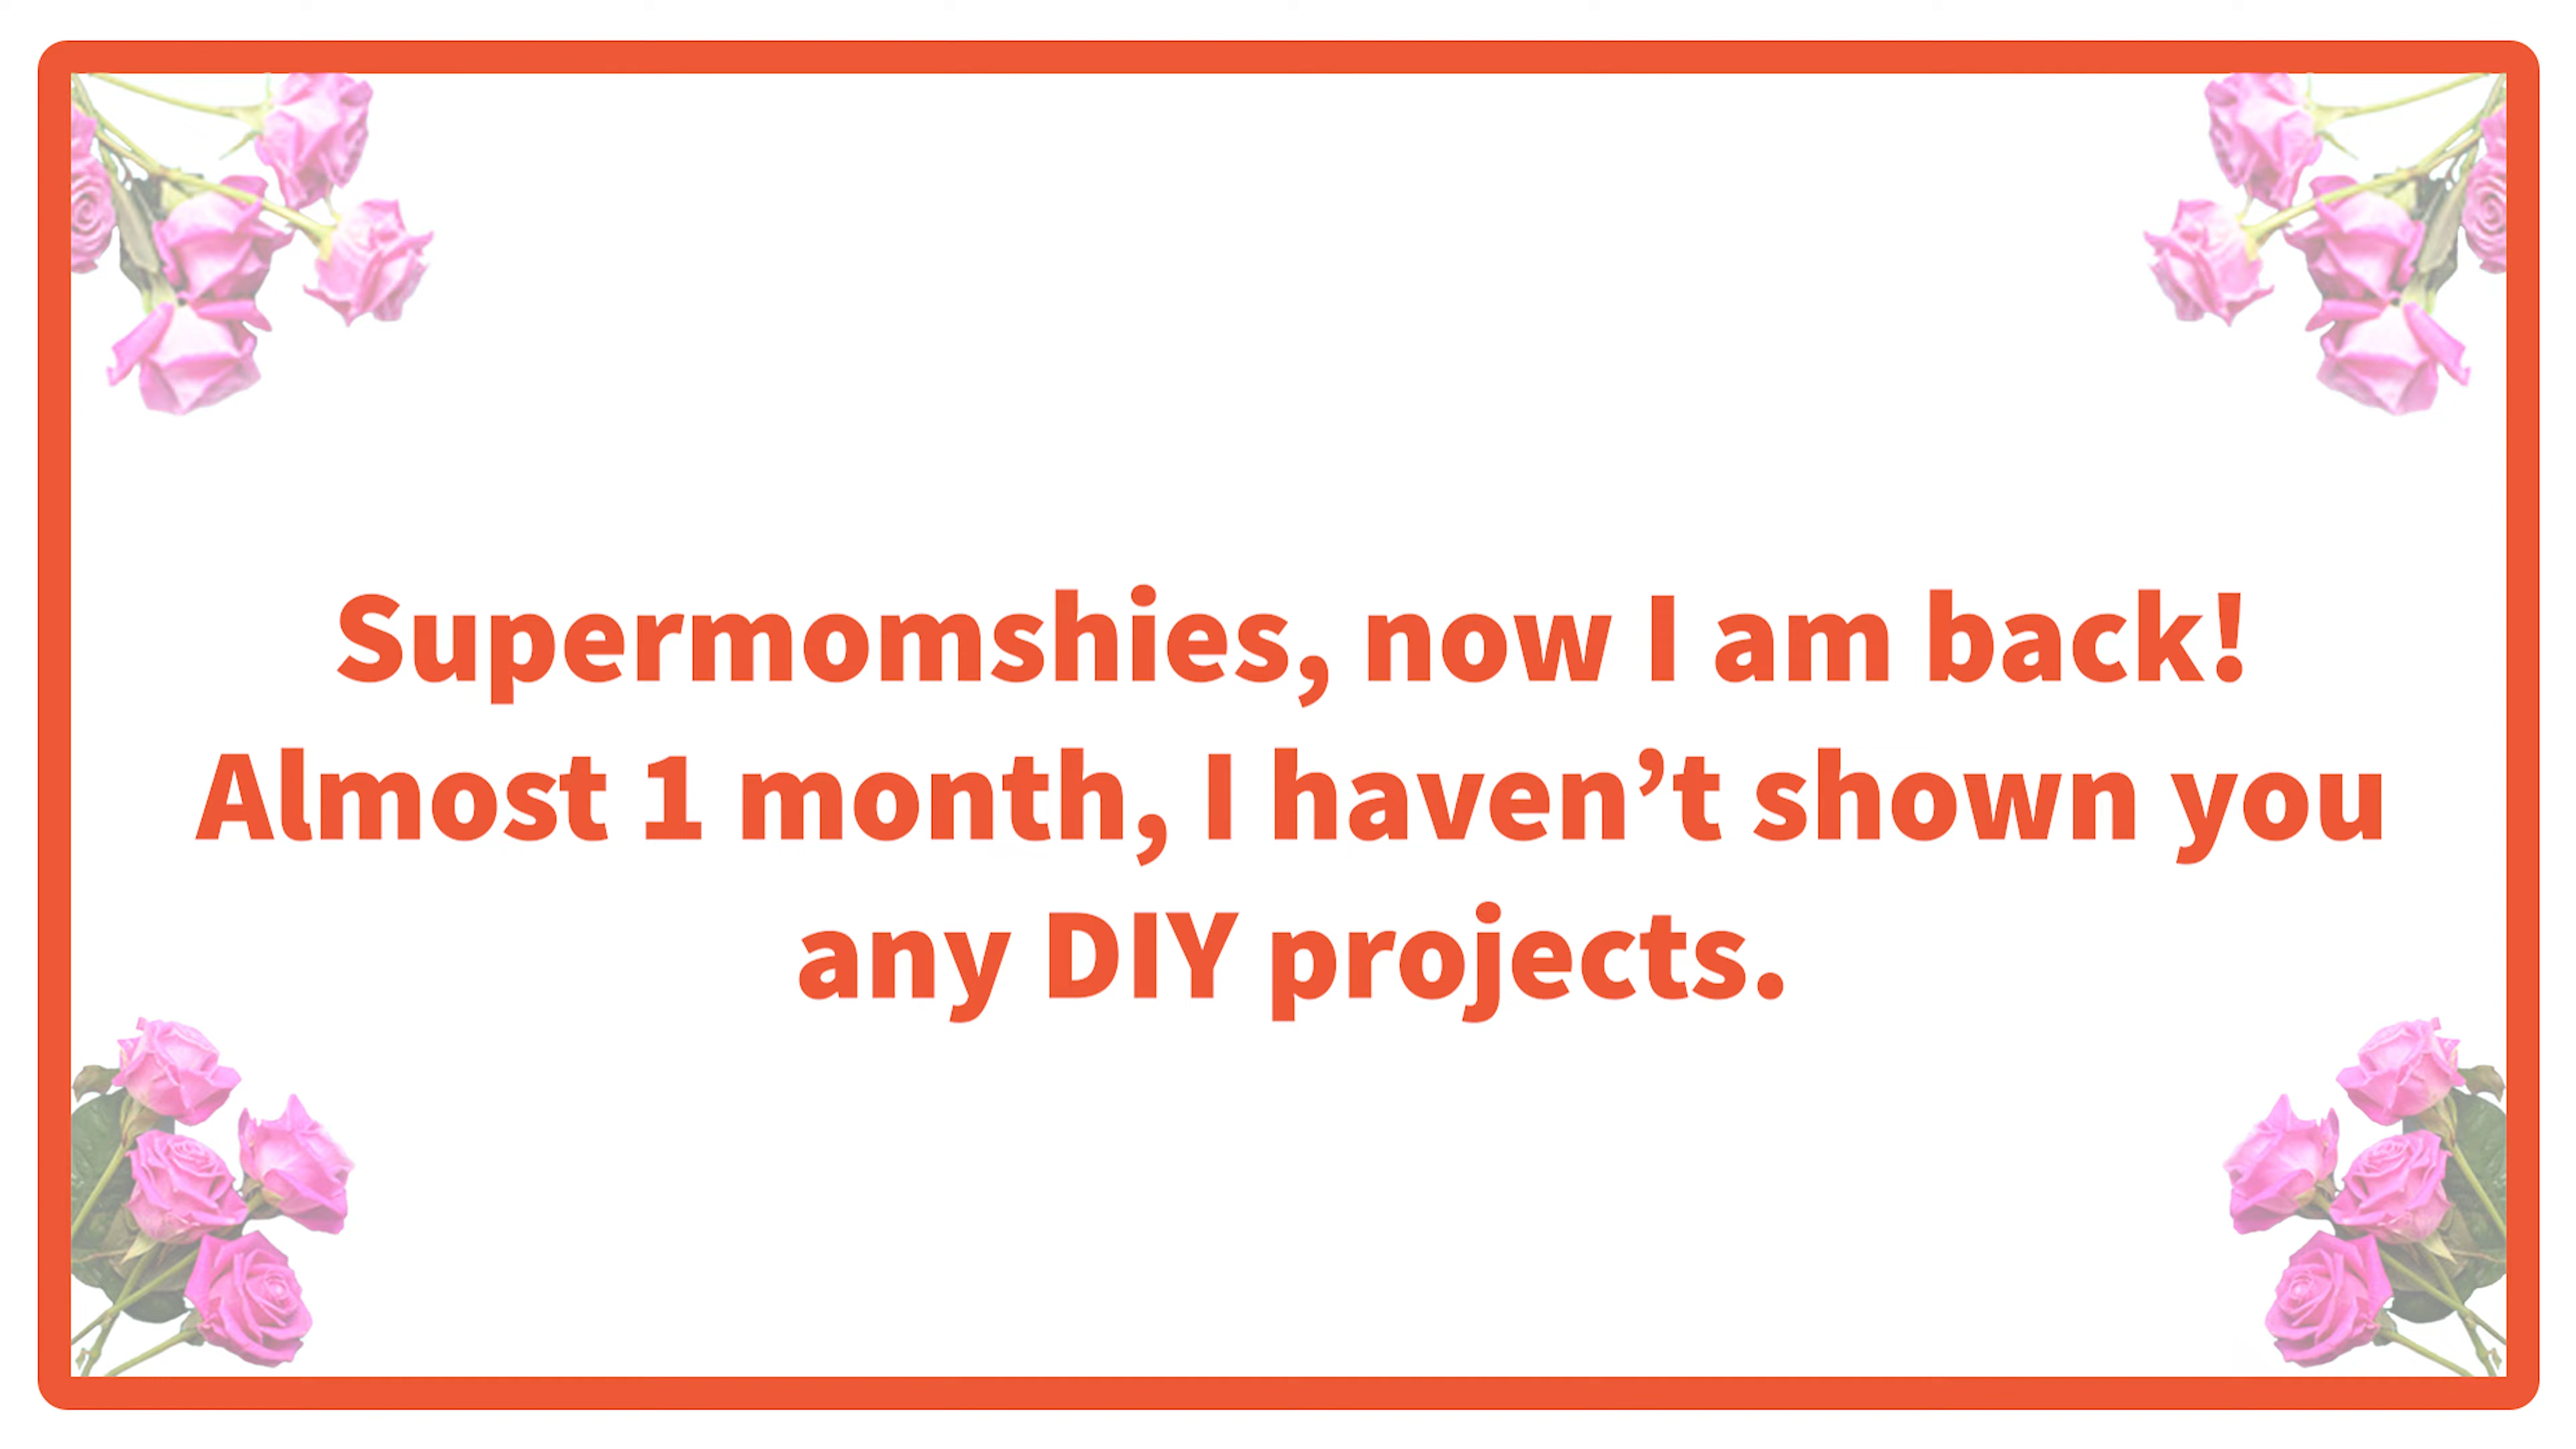 Supermomshies, now I am back!
Almost 1 month, I haven’t shown you
any DIY projects.